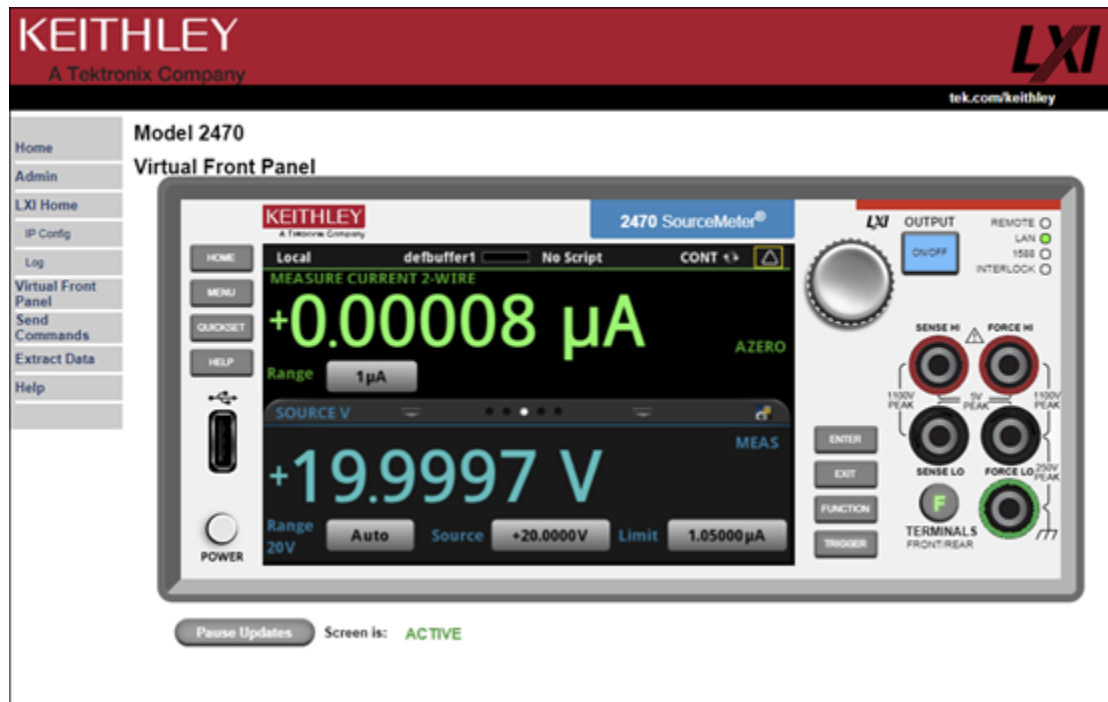 KEITHLEY
A Tektronix Company
LXI
tek.com/keithley
Home
Admin
LXI Home
IP Config
Log
Virtual Front
Panel
Send
Commands
Extract Data
Help
Model 2470
Virtual Front Panel
KEITHLEY
A Tektronix Company
2470 SourceMeter®
LXI
OUTPUT
ON/OFF
REMOTE
LAN
1588
INTERLOCK
HOME
MENU
QUICKSET
HELP
POWER
Local defbuffer1 No Script CONT
MEASURE CURRENT 2-WIRE
+0.00008 µA
AZERO
Range 1µA
SOURCE V
MEAS
+19.9997 V
Range
20V
Auto Source +20.0000V Limit 1.05000µA
ENTER
EXIT
FUNCTION
TRIGGER
SENSE HI FORCE HI
1100V
PEAK
5V
PEAK
1100V
PEAK
SENSE LO FORCE LO
250V
PEAK
F
TERMINALS
FRONT/REAR
Pause Updates Screen is: ACTIVE